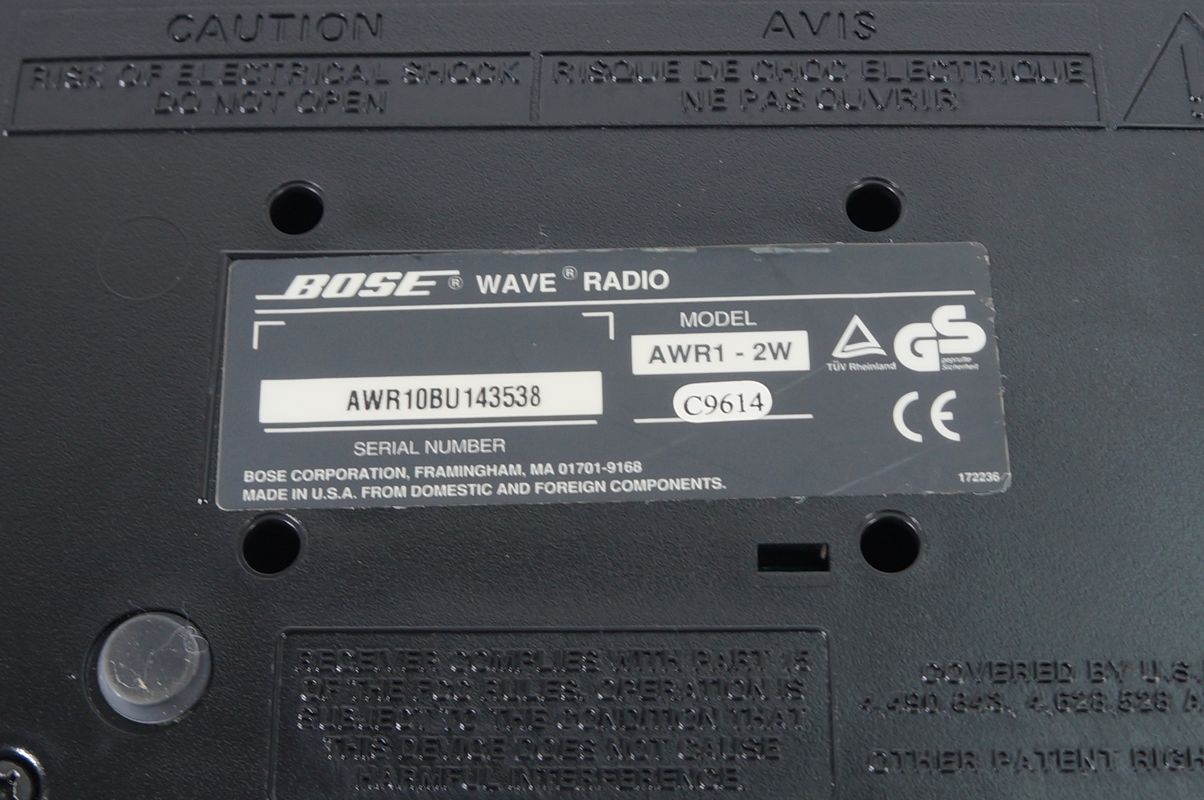 CAUTION
RISK OF ELECTRICAL SHOCK
DO NOT OPEN
AVIS
RISQUE DE CHOC ELECTRIQUE
NE PAS OUVRIR
BOSE® WAVE® RADIO
MODEL
AWR1 - 2W
TÜV Rheinland
GS
geprüfte
Sicherheit
AWR10BU143538
C9614
CE
SERIAL NUMBER
BOSE CORPORATION, FRAMINGHAM, MA 01701-9168
MADE IN U.S.A. FROM DOMESTIC AND FOREIGN COMPONENTS.
172236
RECEIVER COMPLIES WITH PART 15
OF THE FCC RULES. OPERATION IS
SUBJECT TO THE CONDITION THAT
THIS DEVICE DOES NOT CAUSE
HARMFUL INTERFERENCE.
COVERED BY U.S
4,490,843, 4,628,528
OTHER PATENT RIGH